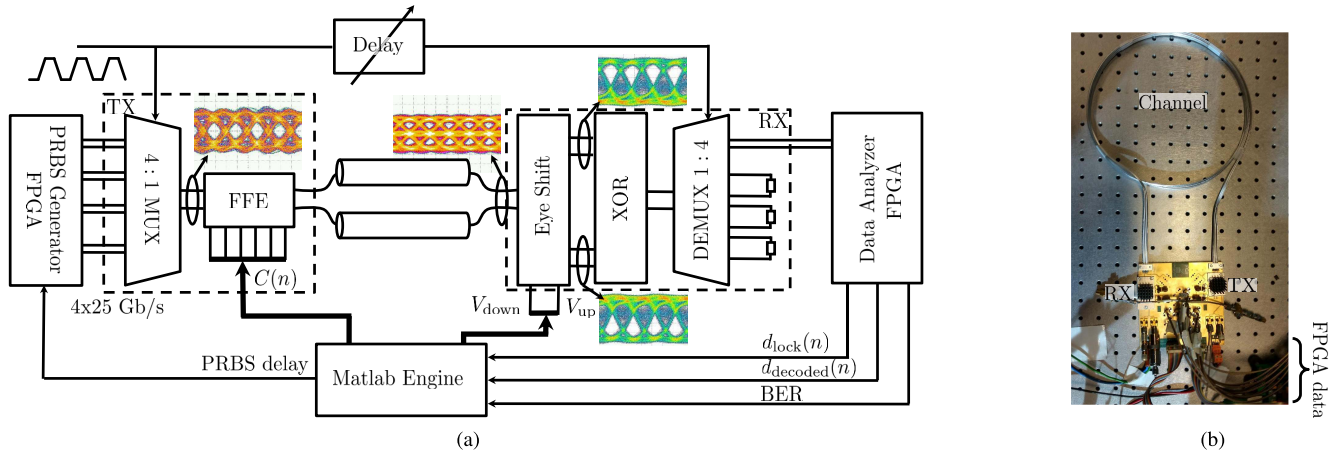 Delay
TX
RX
PRBS Generator
FPGA
4 : 1 MUX
FFE
Eye Shift
XOR
DEMUX 1 : 4
Data Analyzer
FPGA
C(n)
4x25 Gb/s
V_down
V_up
PRBS delay
Matlab Engine
d_lock(n)
d_decoded(n)
BER
(a)
Channel
RX
TX
FPGA data
(b)